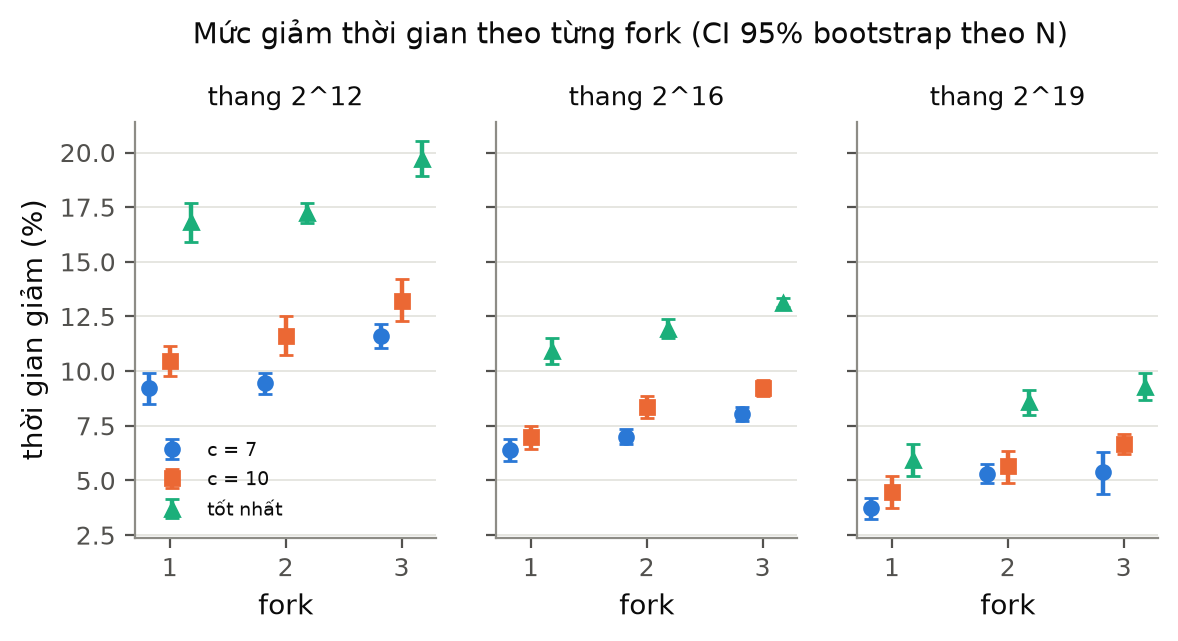 Mức giảm thời gian theo từng fork (CI 95% bootstrap theo N)
thang 2^12
thang 2^16
thang 2^19
thời gian giảm (%)
20.0
17.5
15.0
12.5
10.0
7.5
5.0
2.5
c = 7
c = 10
tốt nhất
1 2 3
1 2 3
1 2 3
fork
fork
fork